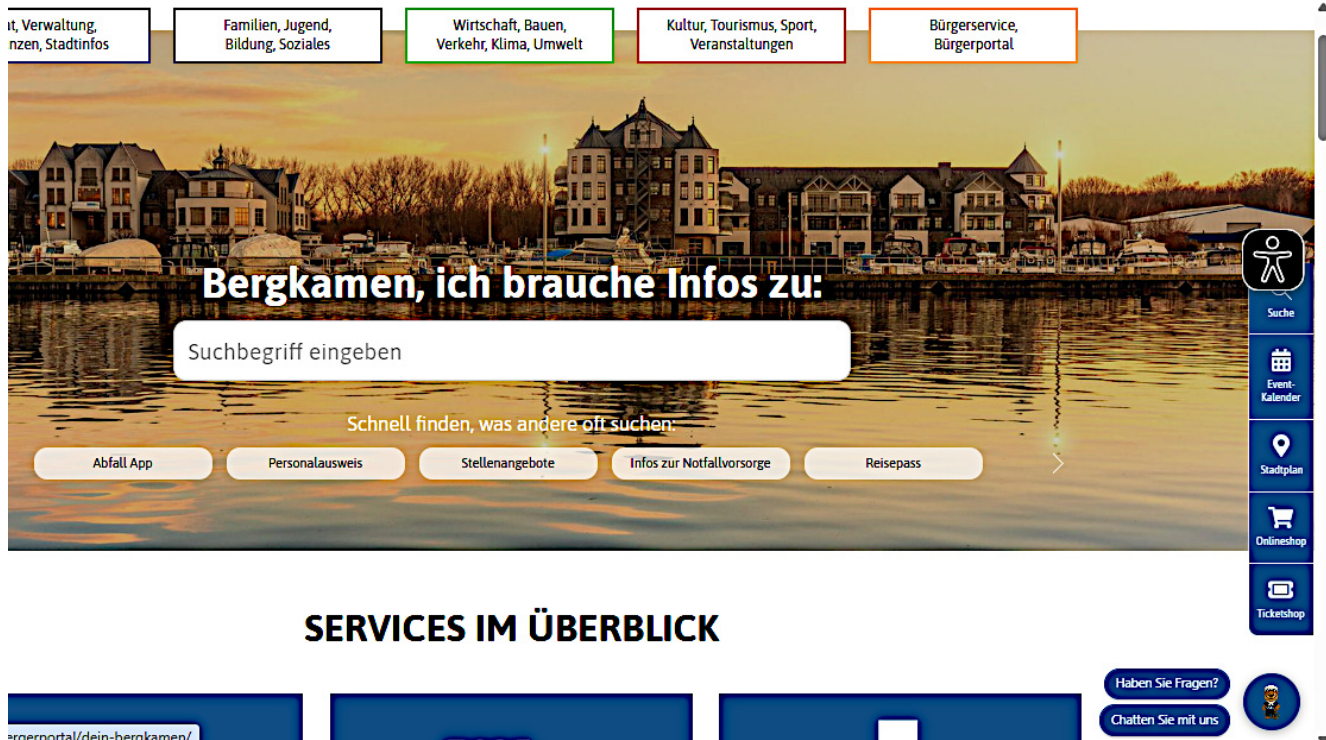 it, Verwaltung,
nzen, Stadtinfos
Familien, Jugend,
Bildung, Soziales
Wirtschaft, Bauen,
Verkehr, Klima, Umwelt
Kultur, Tourismus, Sport,
Veranstaltungen
Bürgerservice,
Bürgerportal
Bergkamen, ich brauche Infos zu:
Suchbegriff eingeben
Schnell finden, was andere oft suchen:
Abfall App
Personalausweis
Stellenangebote
Infos zur Notfallvorsorge
Reisepass
Suche
Event-
Kalender
Stadtplan
Onlineshop
Ticketshop
SERVICES IM ÜBERBLICK
Haben Sie Fragen?
Chatten Sie mit uns
ergerportal/dein-bergkamen/